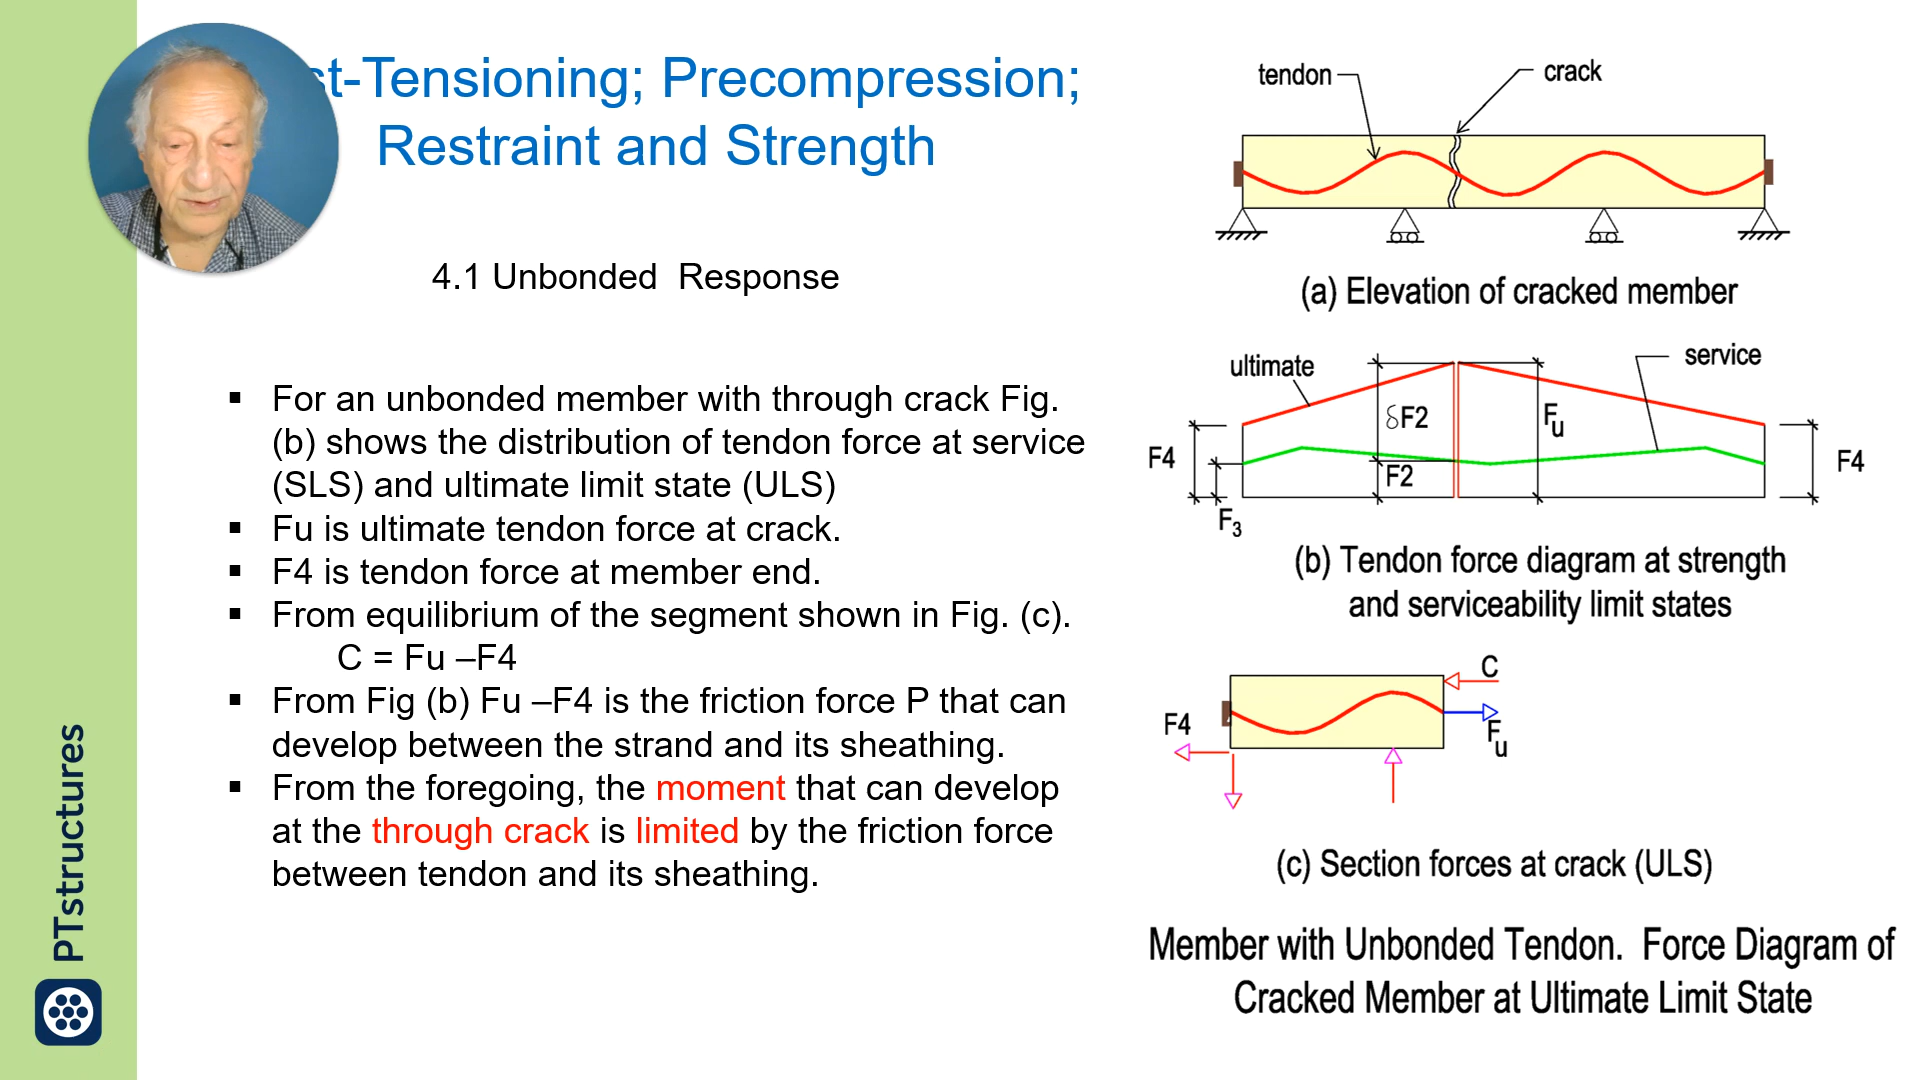 st-Tensioning; Precompression;
Restraint and Strength
4.1 Unbonded Response
▪ For an unbonded member with through crack Fig.
(b) shows the distribution of tendon force at service
(SLS) and ultimate limit state (ULS)
▪ Fu is ultimate tendon force at crack.
▪ F4 is tendon force at member end.
▪ From equilibrium of the segment shown in Fig. (c).
C = Fu –F4
▪ From Fig (b) Fu –F4 is the friction force P that can
develop between the strand and its sheathing.
▪ From the foregoing, the moment that can develop
at the through crack is limited by the friction force
between tendon and its sheathing.
PTstructures
tendon
crack
(a) Elevation of cracked member
ultimate
service
δF2
Fu
F4
F2
F4
F3
(b) Tendon force diagram at strength
and serviceability limit states
C
F4
Fu
(c) Section forces at crack (ULS)
Member with Unbonded Tendon. Force Diagram of
Cracked Member at Ultimate Limit State